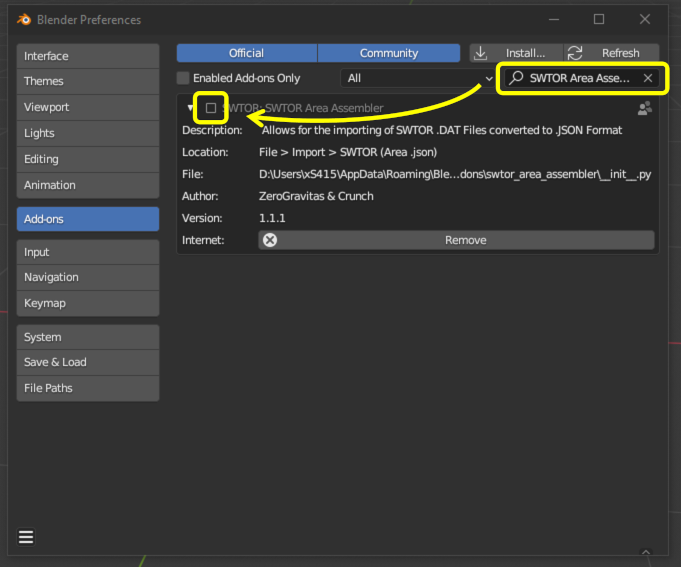 Blender Preferences
Interface
Themes
Viewport
Lights
Editing
Animation
Add-ons
Input
Navigation
Keymap
System
Save & Load
File Paths
Official Community Install... Refresh
Enabled Add-ons Only All SWTOR Area Asse...
SWTOR: SWTOR Area Assembler
Description: Allows for the importing of SWTOR .DAT Files converted to .JSON Format
Location: File > Import > SWTOR (Area .json)
File: D:\Users\xS415\AppData\Roaming\Ble...dons\swtor_area_assembler\__init__.py
Author: ZeroGravitas & Crunch
Version: 1.1.1
Internet: Remove